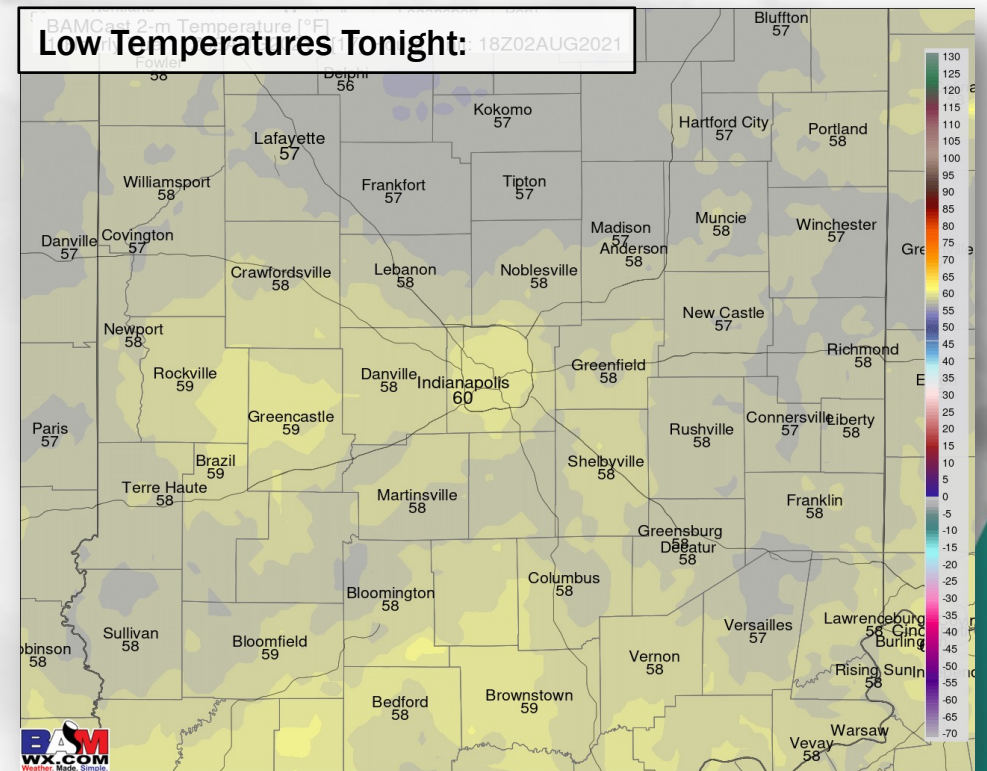 BAMCast 2-m Temperature [°F]
Low Temperatures Tonight:
18Z02AUG2021
Bluffton
57
Fowler
58
Delphi
56
Kokomo
57
Hartford City
57
Portland
58
Lafayette
57
Williamsport
58
Frankfort
57
Tipton
57
Muncie
58
Winchester
57
Danville
57
Covington
57
Madison
57
Anderson
58
Crawfordsville
58
Lebanon
58
Noblesville
58
New Castle
57
Newport
58
Richmond
58
Rockville
59
Danville
58
Indianapolis
60
Greenfield
58
Greencastle
59
Paris
57
Rushville
58
Connersville
57
Liberty
58
Brazil
59
Shelbyville
58
Terre Haute
58
Martinsville
58
Franklin
58
Greensburg
58
Decatur
58
Columbus
58
Bloomington
58
Versailles
57
Lawrenceburg
58
Sullivan
58
Bloomfield
59
obinson
58
Vernon
58
Rising Sun
58
Bedford
58
Brownstown
59
Warsaw
Vevay
58
130
125
120
115
110
105
100
95
90
85
80
75
70
65
60
55
50
45
40
35
30
25
20
15
10
5
0
-5
-10
-15
-20
-25
-30
-35
-40
-45
-50
-55
-60
-65
-70
BAM
WX.COM
Weather. Made. Simple.